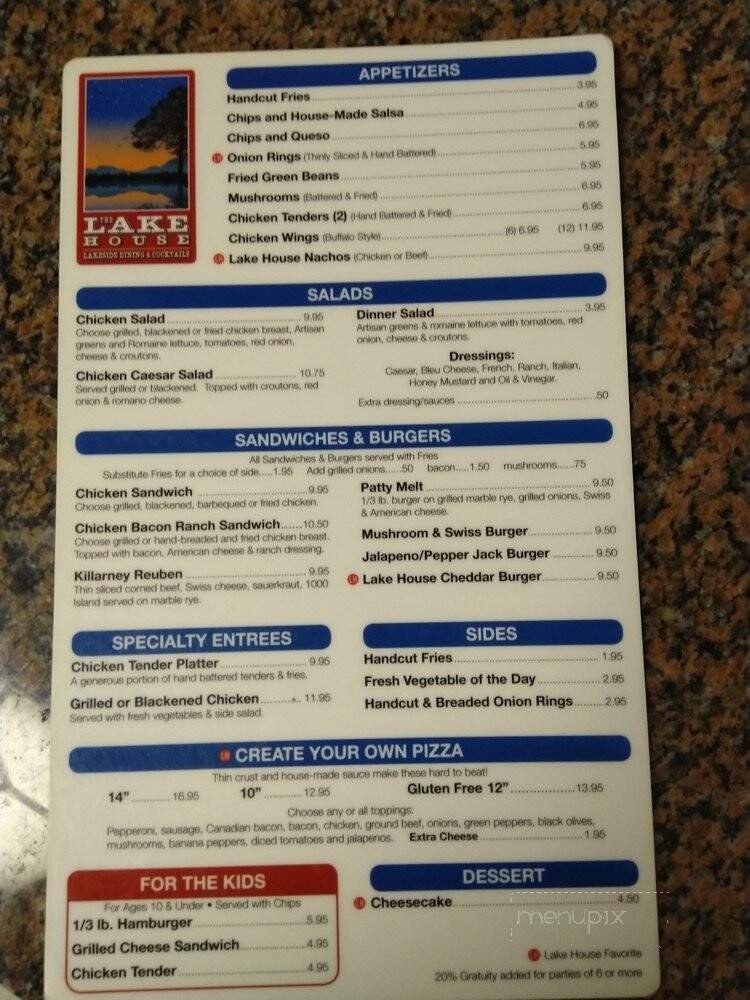 THE
LAKE
HOUSE
LAKESIDE DINING & COCKTAILS
APPETIZERS
Handcut Fries 3.95
Chips and House-Made Salsa 4.95
Chips and Queso 6.95
LH Onion Rings (Thinly Sliced & Hand Battered) 5.95
Fried Green Beans 5.95
Mushrooms (Battered & Fried) 6.95
Chicken Tenders (2) (Hand Battered & Fried) 6.95
Chicken Wings (Buffalo Style) (6) 6.95 (12) 11.95
LH Lake House Nachos (Chicken or Beef) 9.95
SALADS
Chicken Salad 9.95
Choose grilled, blackened or fried chicken breast, Artisan
greens and Romaine lettuce, tomatoes, red onion,
cheese & croutons.
Chicken Caesar Salad 10.75
Served grilled or blackened. Topped with croutons, red
onion & romano cheese.
Dinner Salad 3.95
Artisan greens & romaine lettuce with tomatoes, red
onion, cheese & croutons.
Dressings:
Caesar, Bleu Cheese, French, Ranch, Italian,
Honey Mustard and Oil & Vinegar.
Extra dressing/sauces .50
SANDWICHES & BURGERS
All Sandwiches & Burgers served with Fries
Substitute Fries for a choice of side.....1.95 Add grilled onions.....50 bacon.....1.50 mushrooms.....75
Chicken Sandwich 9.95
Choose grilled, blackened, barbequed or fried chicken.
Chicken Bacon Ranch Sandwich......10.50
Choose grilled or hand-breaded and fried chicken breast.
Topped with bacon, American cheese & ranch dressing.
Killarney Reuben 9.95
Thin sliced corned beef, Swiss cheese, sauerkraut, 1000
Island served on marble rye.
Patty Melt 9.50
1/3 lb. burger on grilled marble rye, grilled onions, Swiss
& American cheese.
Mushroom & Swiss Burger 9.50
Jalapeno/Pepper Jack Burger 9.50
LH Lake House Cheddar Burger 9.50
SPECIALTY ENTREES
Chicken Tender Platter 9.95
A generous portion of hand battered tenders & fries.
Grilled or Blackened Chicken 11.95
Served with fresh vegetables & side salad.
SIDES
Handcut Fries 1.95
Fresh Vegetable of the Day 2.95
Handcut & Breaded Onion Rings 2.95
LH CREATE YOUR OWN PIZZA
Thin crust and house-made sauce make these hard to beat!
14" 16.95 10" 12.95 Gluten Free 12" 13.95
Choose any or all toppings:
Pepperoni, sausage, Canadian bacon, bacon, chicken, ground beef, onions, green peppers, black olives,
mushrooms, banana peppers, diced tomatoes and jalapenos. Extra Cheese 1.95
FOR THE KIDS
For Ages 10 & Under • Served with Chips
1/3 lb. Hamburger 5.95
Grilled Cheese Sandwich 4.95
Chicken Tender 4.95
DESSERT
LH Cheesecake 4.50
menupix
LH Lake House Favorite
20% Gratuity added for parties of 6 or more